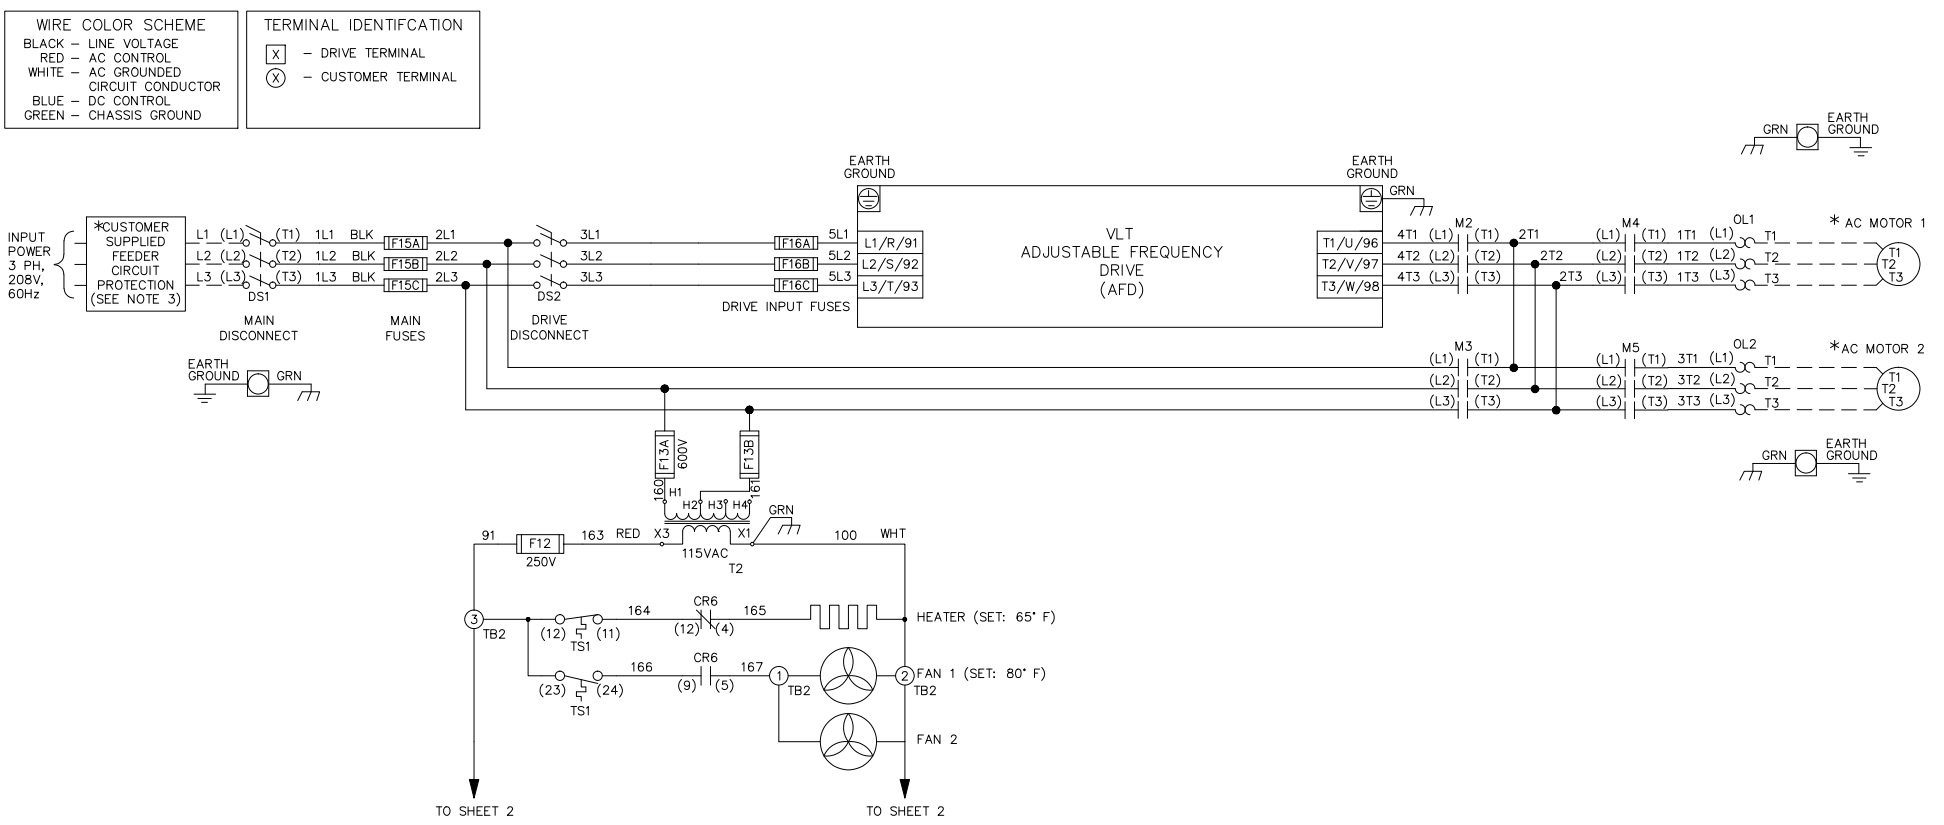 WIRE COLOR SCHEME
BLACK – LINE VOLTAGE
RED – AC CONTROL
WHITE – AC GROUNDED
CIRCUIT CONDUCTOR
BLUE – DC CONTROL
GREEN – CHASSIS GROUND
TERMINAL IDENTIFCATION
X – DRIVE TERMINAL
X – CUSTOMER TERMINAL
GRN EARTH
GROUND
EARTH
GROUND
EARTH
GROUND
GRN
INPUT
POWER
3 PH,
208V,
60Hz
*CUSTOMER
SUPPLIED
FEEDER
CIRCUIT
PROTECTION
(SEE NOTE 3)
L1 (L1) (T1) 1L1 BLK F15A 2L1 3L1 F16A 5L1 L1/R/91
L2 (L2) (T2) 1L2 BLK F15B 2L2 3L2 F16B 5L2 L2/S/92
L3 (L3) (T3) 1L3 BLK F15C 2L3 3L3 F16C 5L3 L3/T/93
DS1
MAIN
DISCONNECT
MAIN
FUSES
DS2
DRIVE
DISCONNECT
DRIVE INPUT FUSES
VLT
ADJUSTABLE FREQUENCY
DRIVE
(AFD)
M2 M4 OL1 * AC MOTOR 1
T1/U/96 4T1 (L1) (T1) 2T1 (L1) (T1) 1T1 (L1) T1 T1
T2/V/97 4T2 (L2) (T2) 2T2 (L2) (T2) 1T2 (L2) T2 T2
T3/W/98 4T3 (L3) (T3) 2T3 (L3) (T3) 1T3 (L3) T3 T3
M3 M5 OL2 * AC MOTOR 2
(L1) (T1) (L1) (T1) 3T1 (L1) T1 T1
(L2) (T2) (L2) (T2) 3T2 (L2) T2 T2
(L3) (T3) (L3) (T3) 3T3 (L3) T3 T3
EARTH
GROUND GRN
GRN EARTH
GROUND
F13A
600V
F13B
160
161
H1 H2 H3 H4
GRN
91 F12 163 RED X3 X1 100 WHT
250V
115VAC
T2
3
TB2
(12) (11)
TS1
164
CR6
(12) (4)
165
HEATER (SET: 65° F)
(23) (24)
TS1
166
CR6
(9) (5)
167
1
TB2
2
TB2
FAN 1 (SET: 80° F)
FAN 2
TO SHEET 2
TO SHEET 2